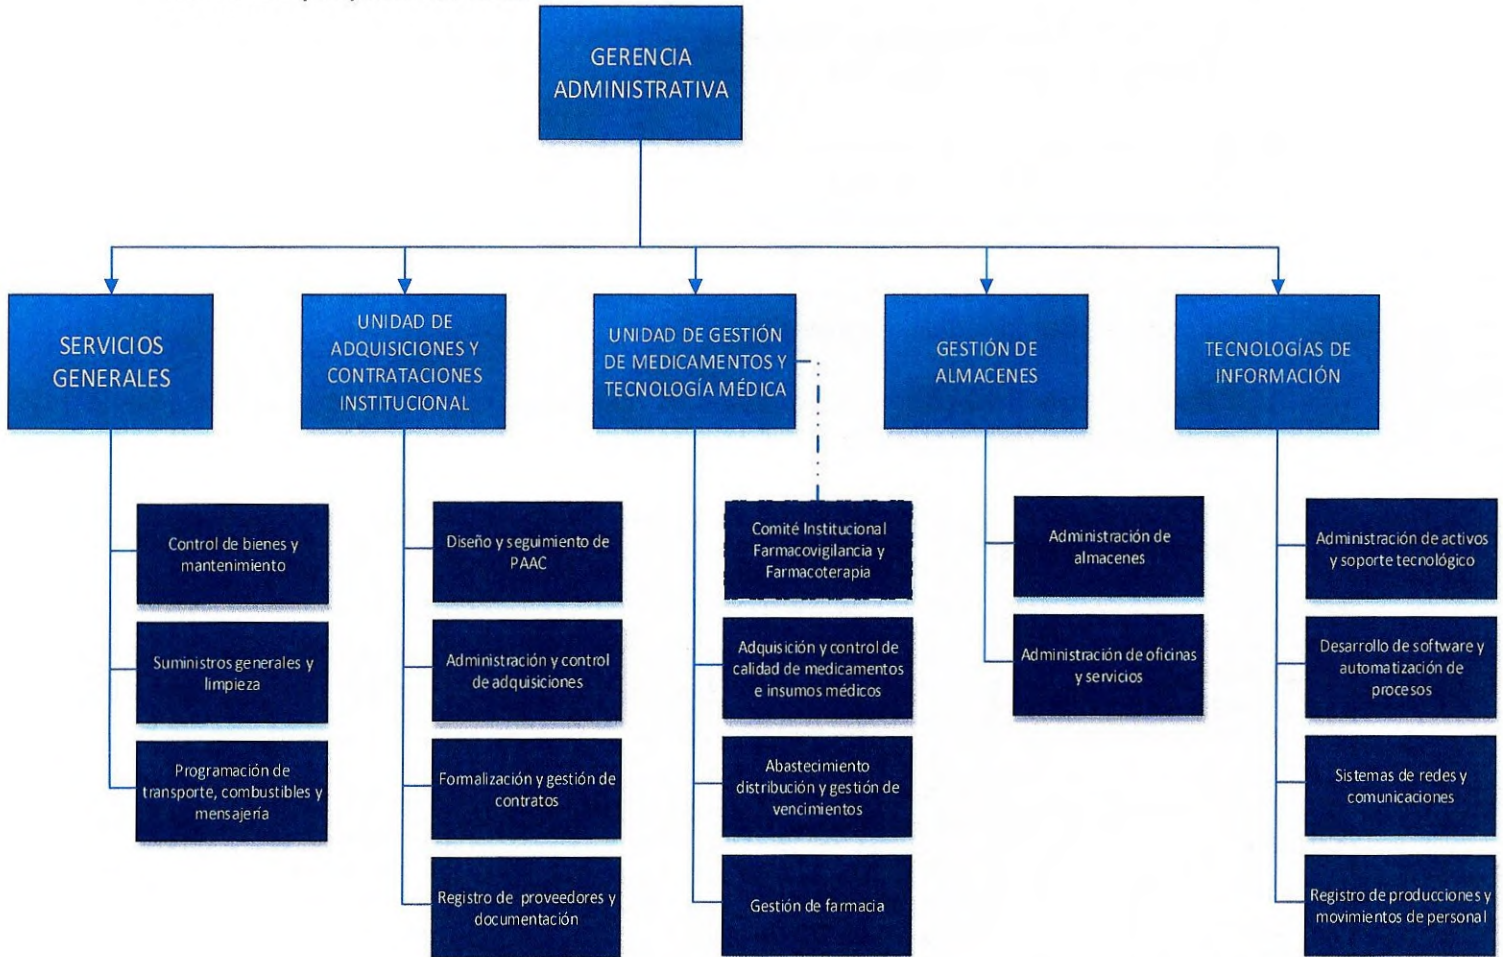 GERENCIA
ADMINISTRATIVA
SERVICIOS
GENERALES
UNIDAD DE
ADQUISICIONES Y
CONTRATACIONES
INSTITUCIONAL
UNIDAD DE GESTIÓN
DE MEDICAMENTOS Y
TECNOLOGÍA MÉDICA
GESTIÓN DE
ALMACENES
TECNOLOGÍAS DE
INFORMACIÓN
Control de bienes y
mantenimiento
Suministros generales y
limpieza
Programación de
transporte, combustibles y
mensajería
Diseño y seguimiento de
PAAC
Administración y control
de adquisiciones
Formalización y gestión de
contratos
Registro de proveedores y
documentación
Comité Institucional
Farmacovigilancia y
Farmacoterapia
Adquisición y control de
calidad de medicamentos
e insumos médicos
Abastecimiento
distribución y gestión de
vencimientos
Gestión de farmacia
Administración de
almacenes
Administración de oficinas
y servicios
Administración de activos
y soporte tecnológico
Desarrollo de software y
automatización de
procesos
Sistemas de redes y
comunicaciones
Registro de producciones y
movimientos de personal